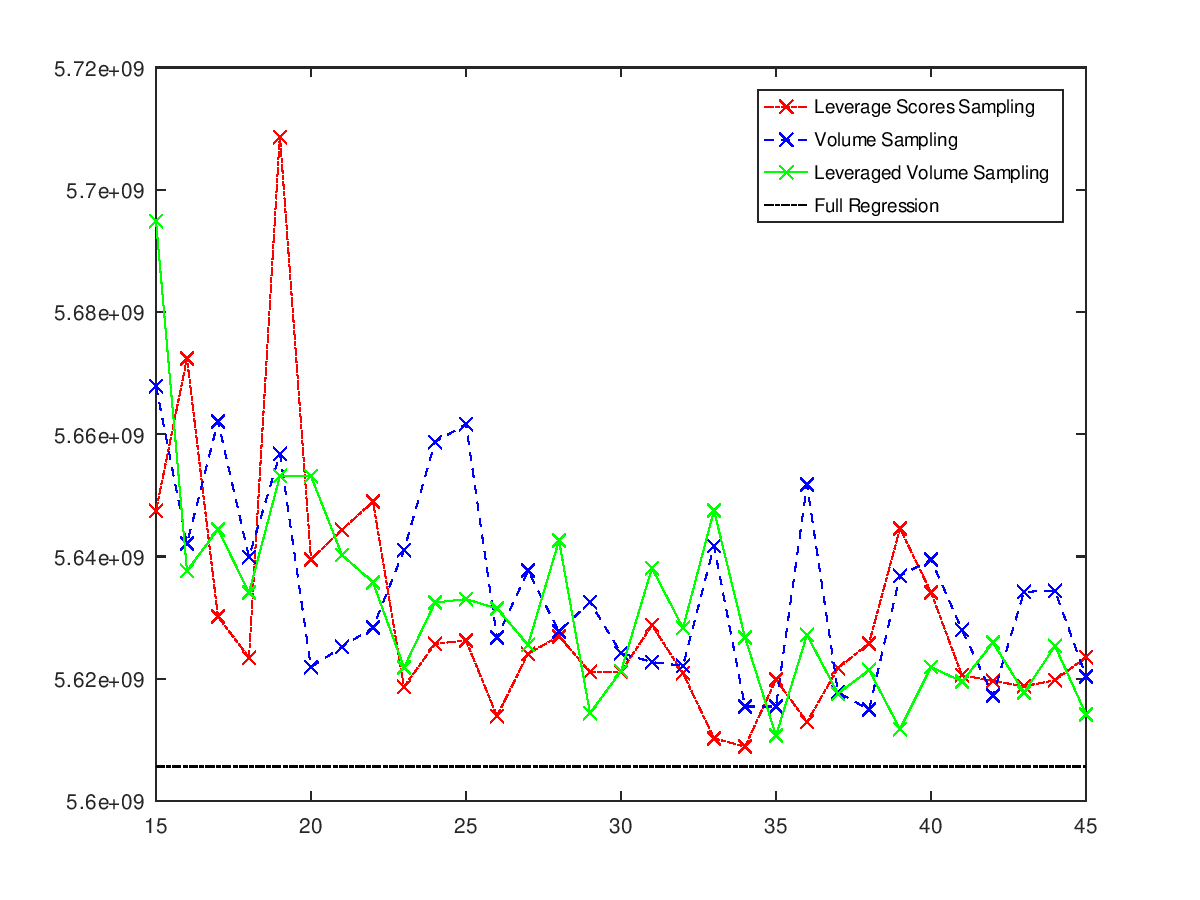 5.72e+09
5.7e+09
5.68e+09
5.66e+09
5.64e+09
5.62e+09
5.6e+09
15 20 25 30 35 40 45
Leverage Scores Sampling
Volume Sampling
Leveraged Volume Sampling
Full Regression